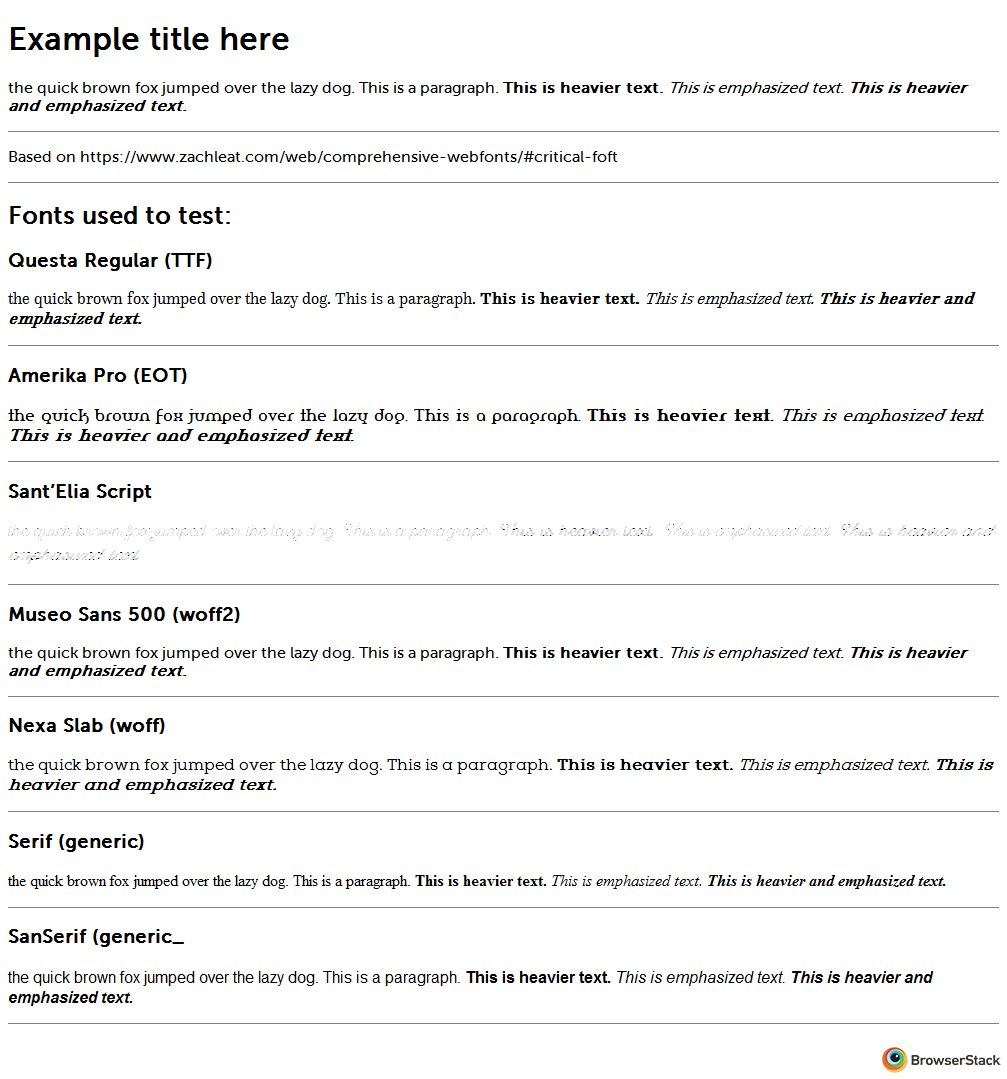 Example title here
the quick brown fox jumped over the lazy dog. This is a paragraph. This is heavier text. This is emphasized text. This is heavier
and emphasized text.
Based on https://www.zachleat.com/web/comprehensive-webfonts/#critical-foft
Fonts used to test:
Questa Regular (TTF)
the quick brown fox jumped over the lazy dog. This is a paragraph. This is heavier text. This is emphasized text. This is heavier and
emphasized text.
Amerika Pro (EOT)
the quick brown fox jumped over the lazy dog. This is a paragraph. This is heavier text. This is emphasized text.
This is heavier and emphasized text.
Sant'Elia Script
the quick brown fox jumped over the lazy dog. This is a paragraph. This is heavier text. This is emphasized text. This is heavier and
emphasized text.
Museo Sans 500 (woff2)
the quick brown fox jumped over the lazy dog. This is a paragraph. This is heavier text. This is emphasized text. This is heavier
and emphasized text.
Nexa Slab (woff)
the quick brown fox jumped over the lazy dog. This is a paragraph. This is heavier text. This is emphasized text. This is
heavier and emphasized text.
Serif (generic)
the quick brown fox jumped over the lazy dog. This is a paragraph. This is heavier text. This is emphasized text. This is heavier and emphasized text.
SanSerif (generic_
the quick brown fox jumped over the lazy dog. This is a paragraph. This is heavier text. This is emphasized text. This is heavier and
emphasized text.
BrowserStack